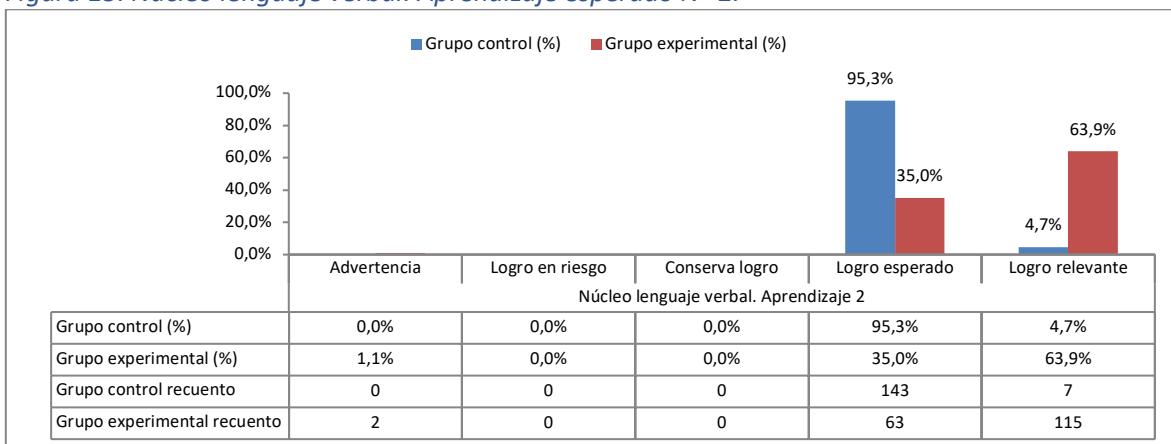 Figura 13. Núcleo lenguaje verbal. Aprendizaje esperado N° 2.
Grupo control (%) Grupo experimental (%)
100,0%
80,0%
60,0%
40,0%
20,0%
0,0%
95,3%
35,0%
4,7%
63,9%
Advertencia Logro en riesgo Conserva logro Logro esperado Logro relevante
Núcleo lenguaje verbal. Aprendizaje 2
Grupo control (%) 0,0% 0,0% 0,0% 95,3% 4,7%
Grupo experimental (%) 1,1% 0,0% 0,0% 35,0% 63,9%
Grupo control recuento 0 0 0 143 7
Grupo experimental recuento 2 0 0 63 115